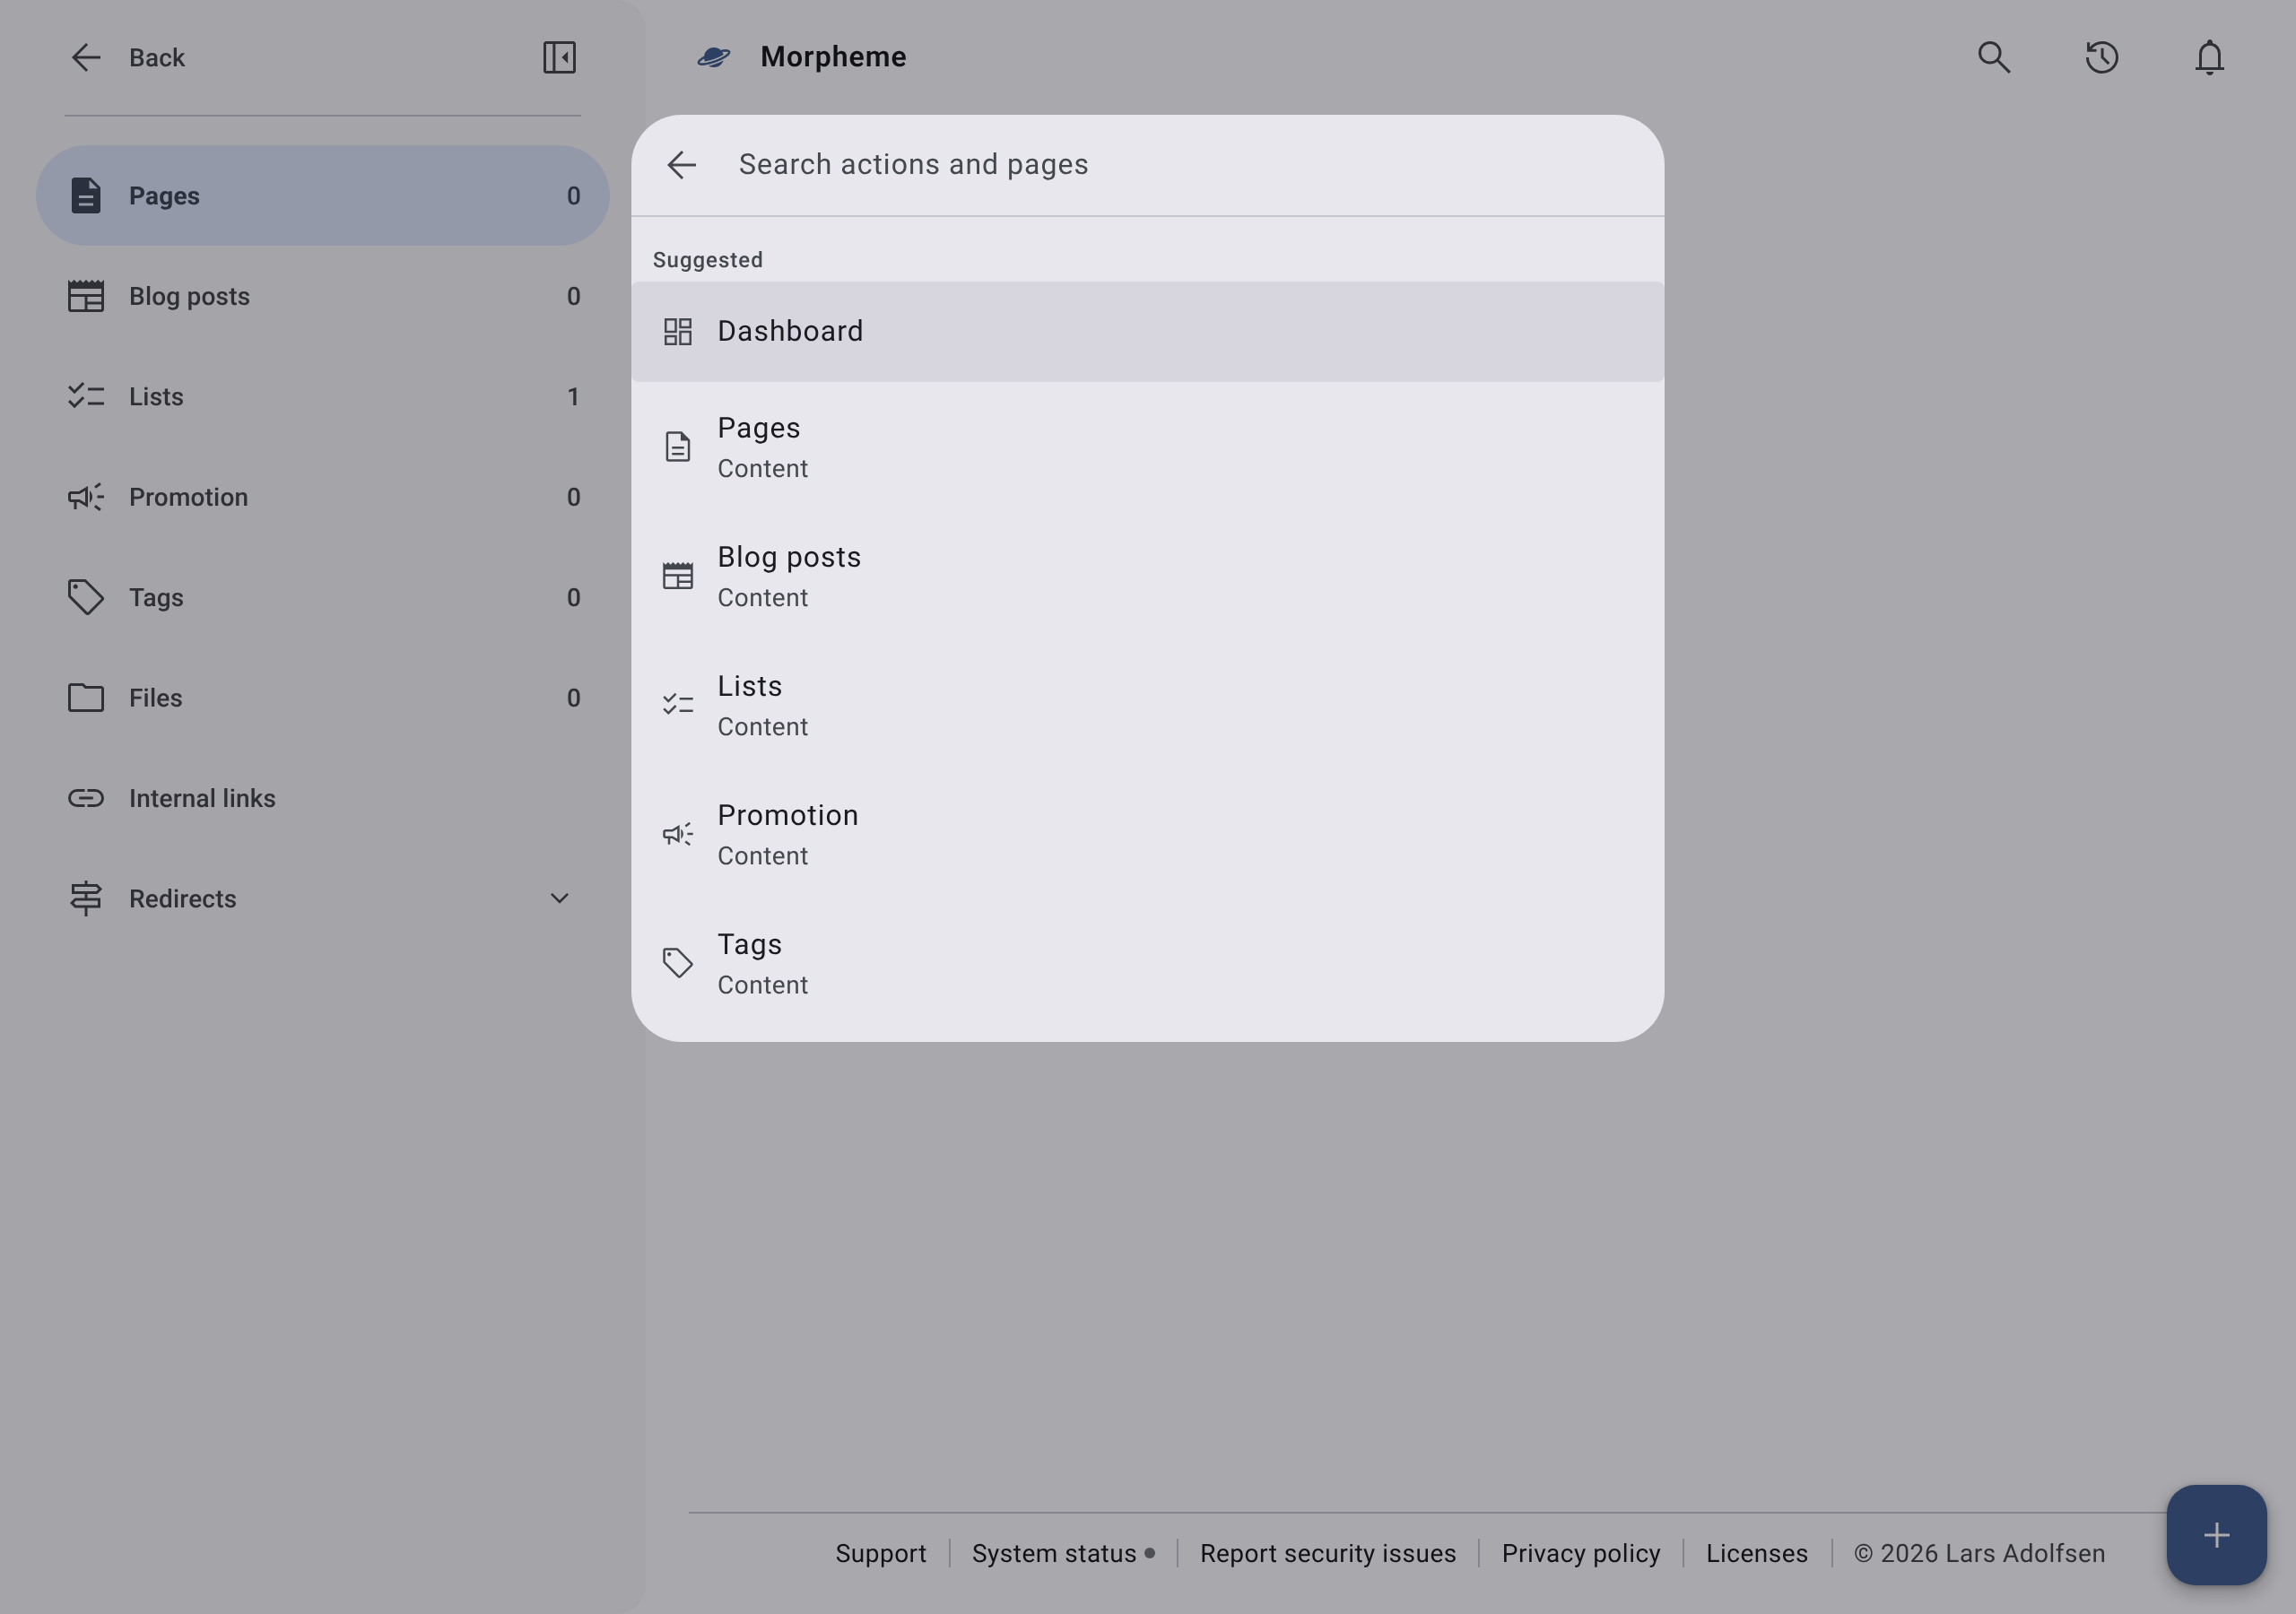 Back
Pages 0
Blog posts 0
Lists 1
Promotion 0
Tags 0
Files 0
Internal links
Redirects
Morpheme
Search actions and pages
Suggested
Dashboard
Pages
Content
Blog posts
Content
Lists
Content
Promotion
Content
Tags
Content
Support System status Report security issues Privacy policy Licenses © 2026 Lars Adolfsen